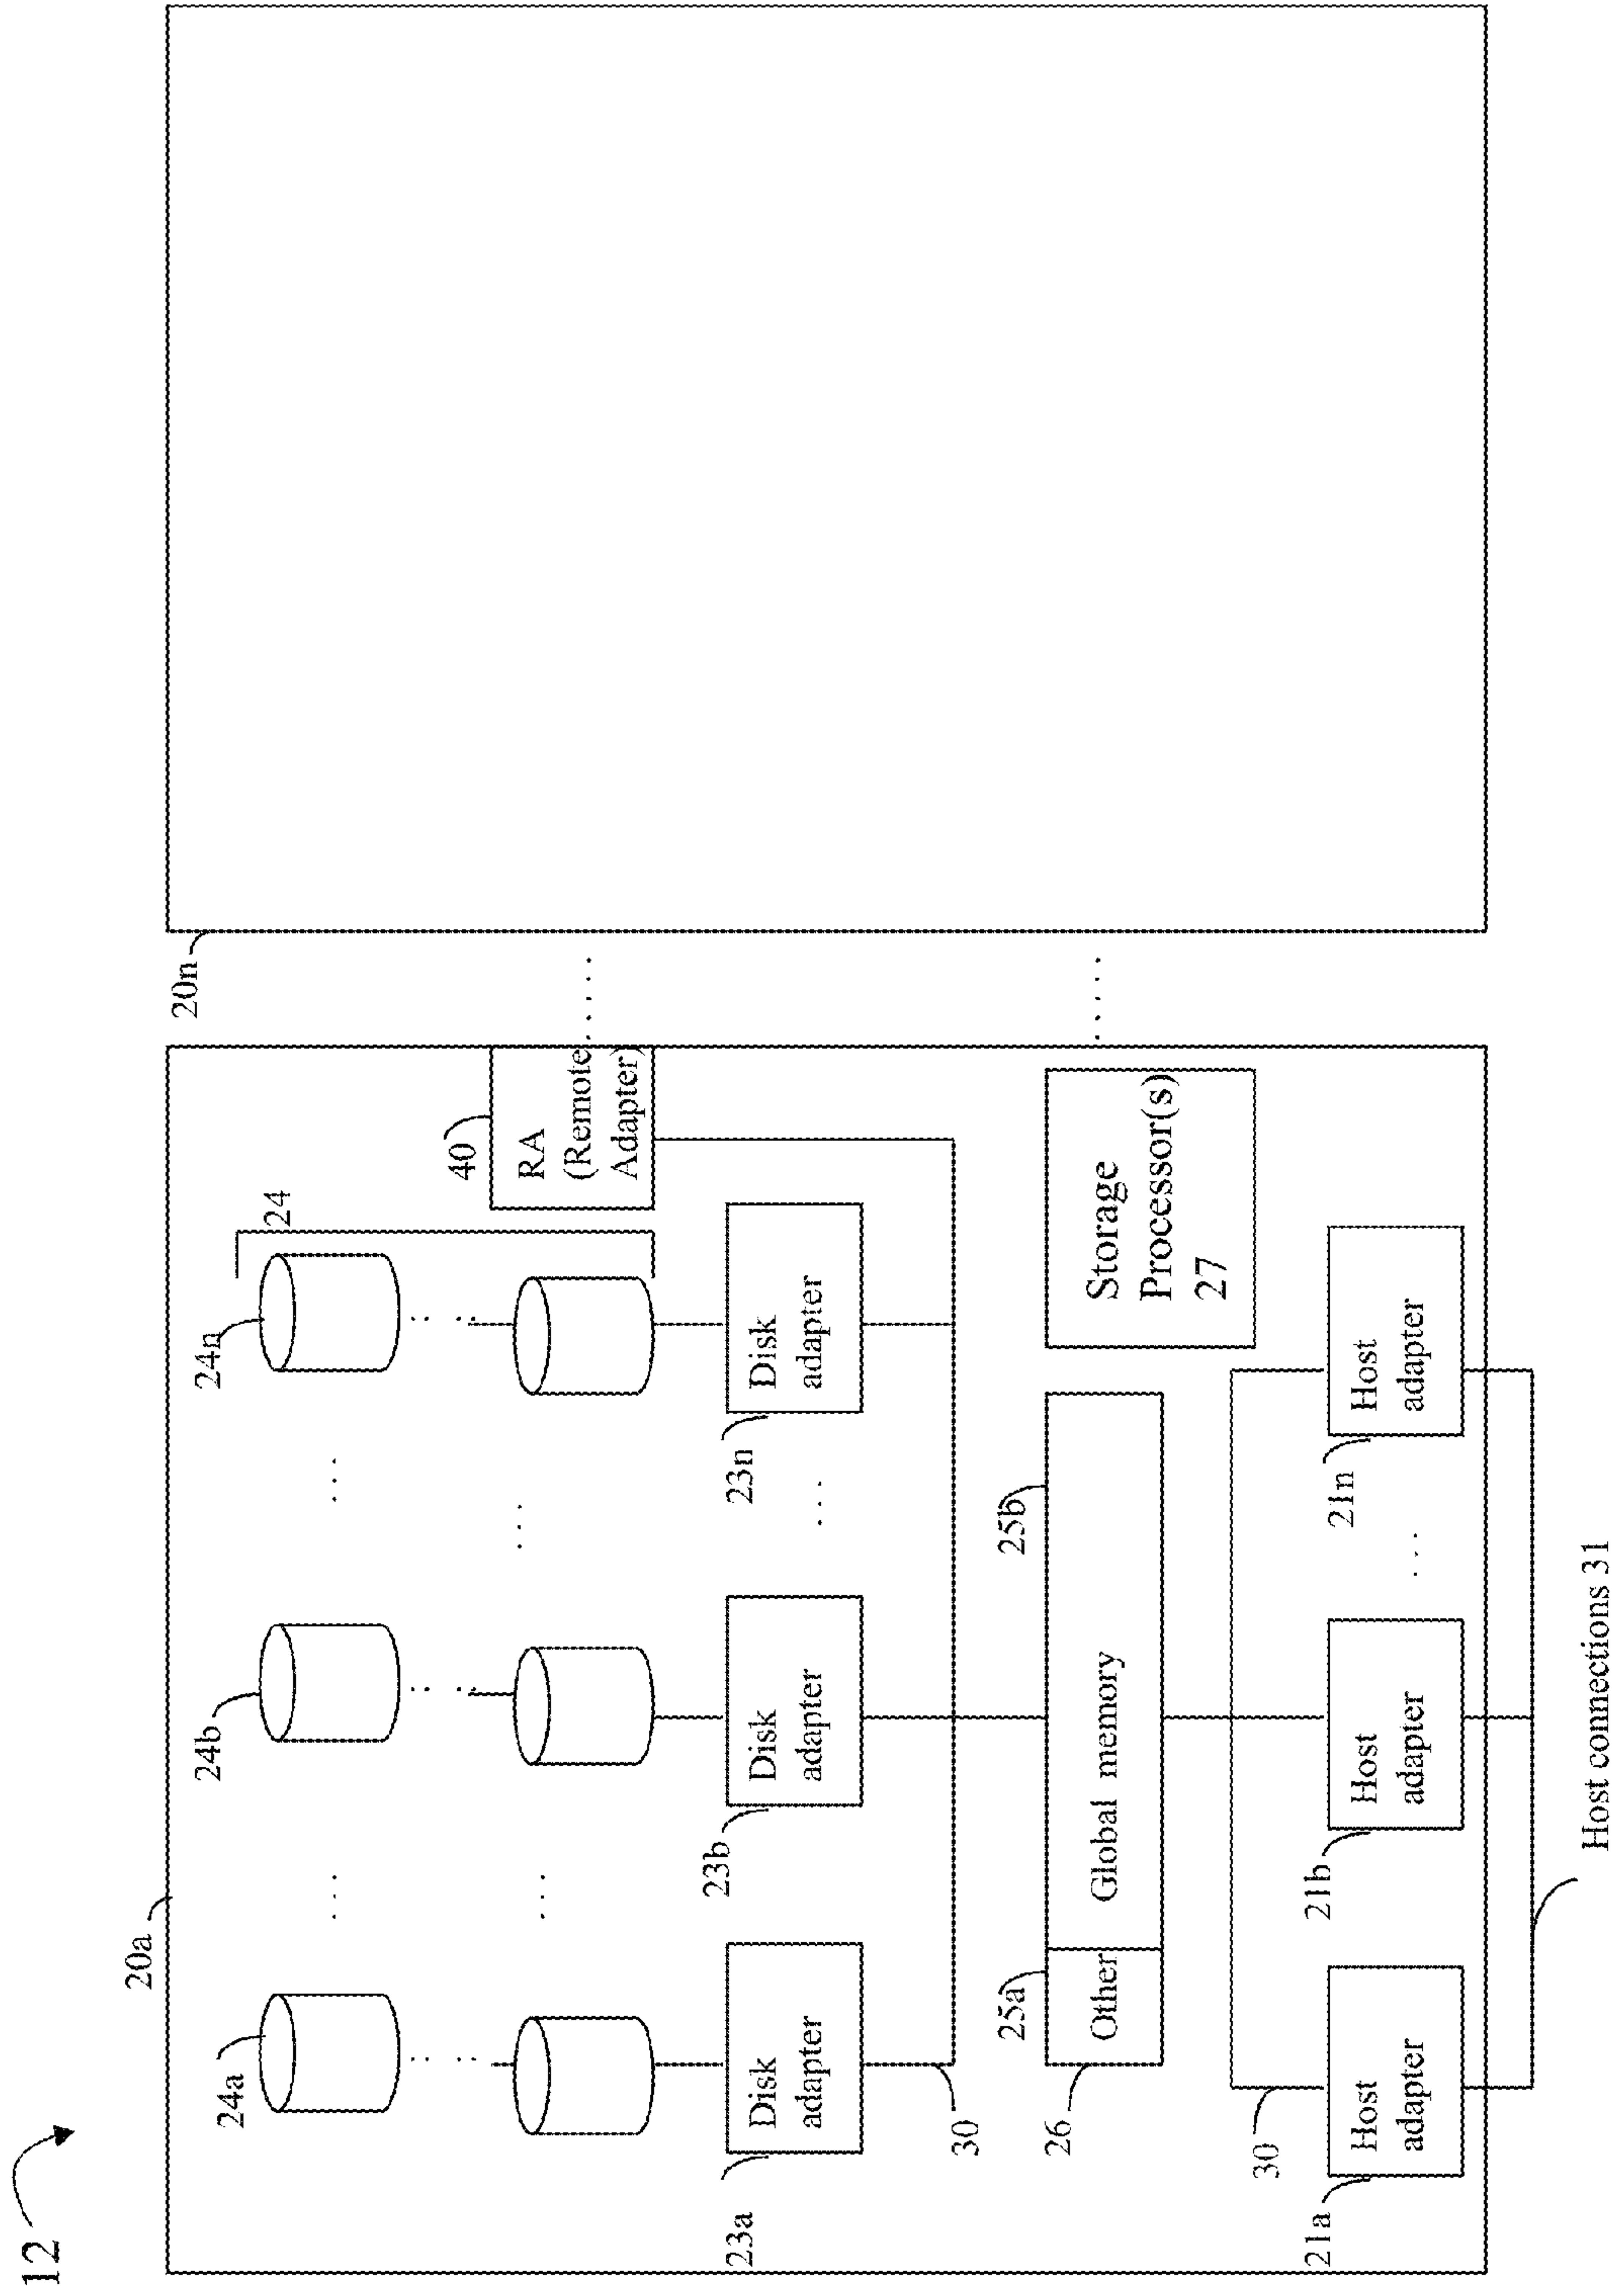 12
20a
20n
24a
24b
24n
24
40
RA
(Remote
Adapter)
23a
Disk
adapter
23b
Disk
adapter
23n
Disk
adapter
30
25a
25b
26
Other
Global memory
Storage
Processor(s)
27
30
21a
Host
adapter
21b
Host
adapter
21n
Host
adapter
Host connections 31